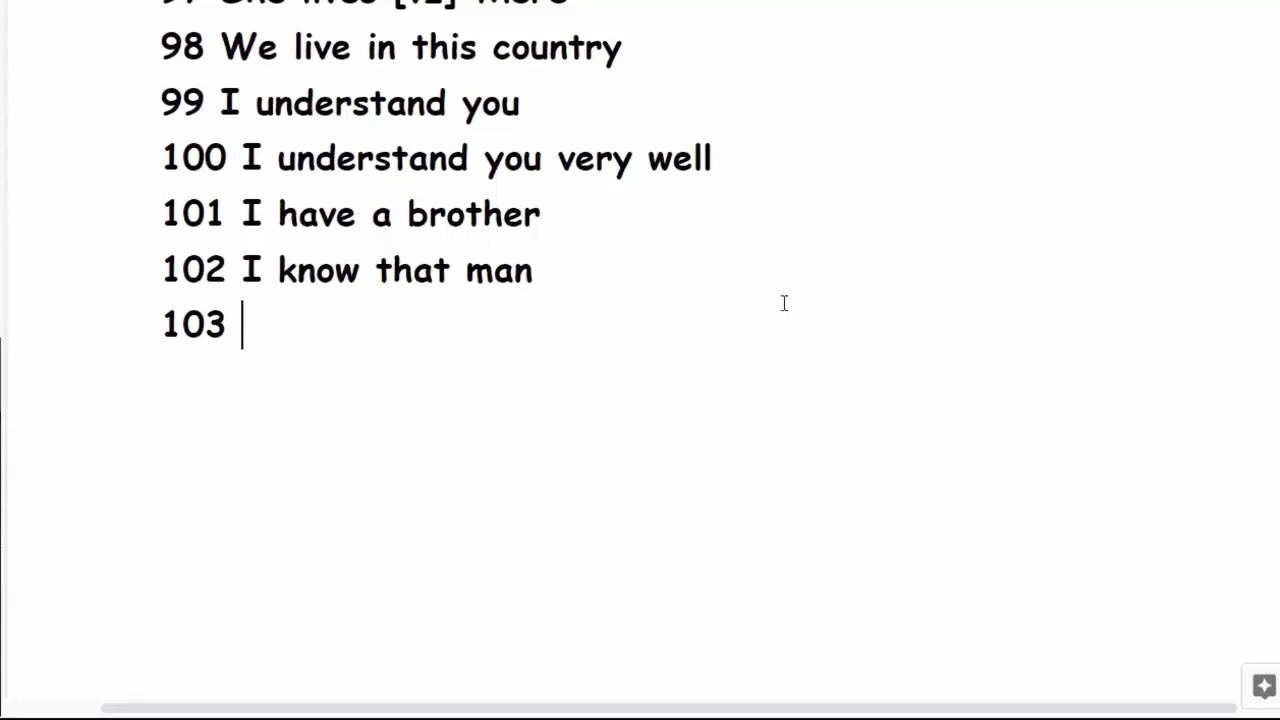 98 We live in this country
99 I understand you
100 I understand you very well
101 I have a brother
102 I know that man
103